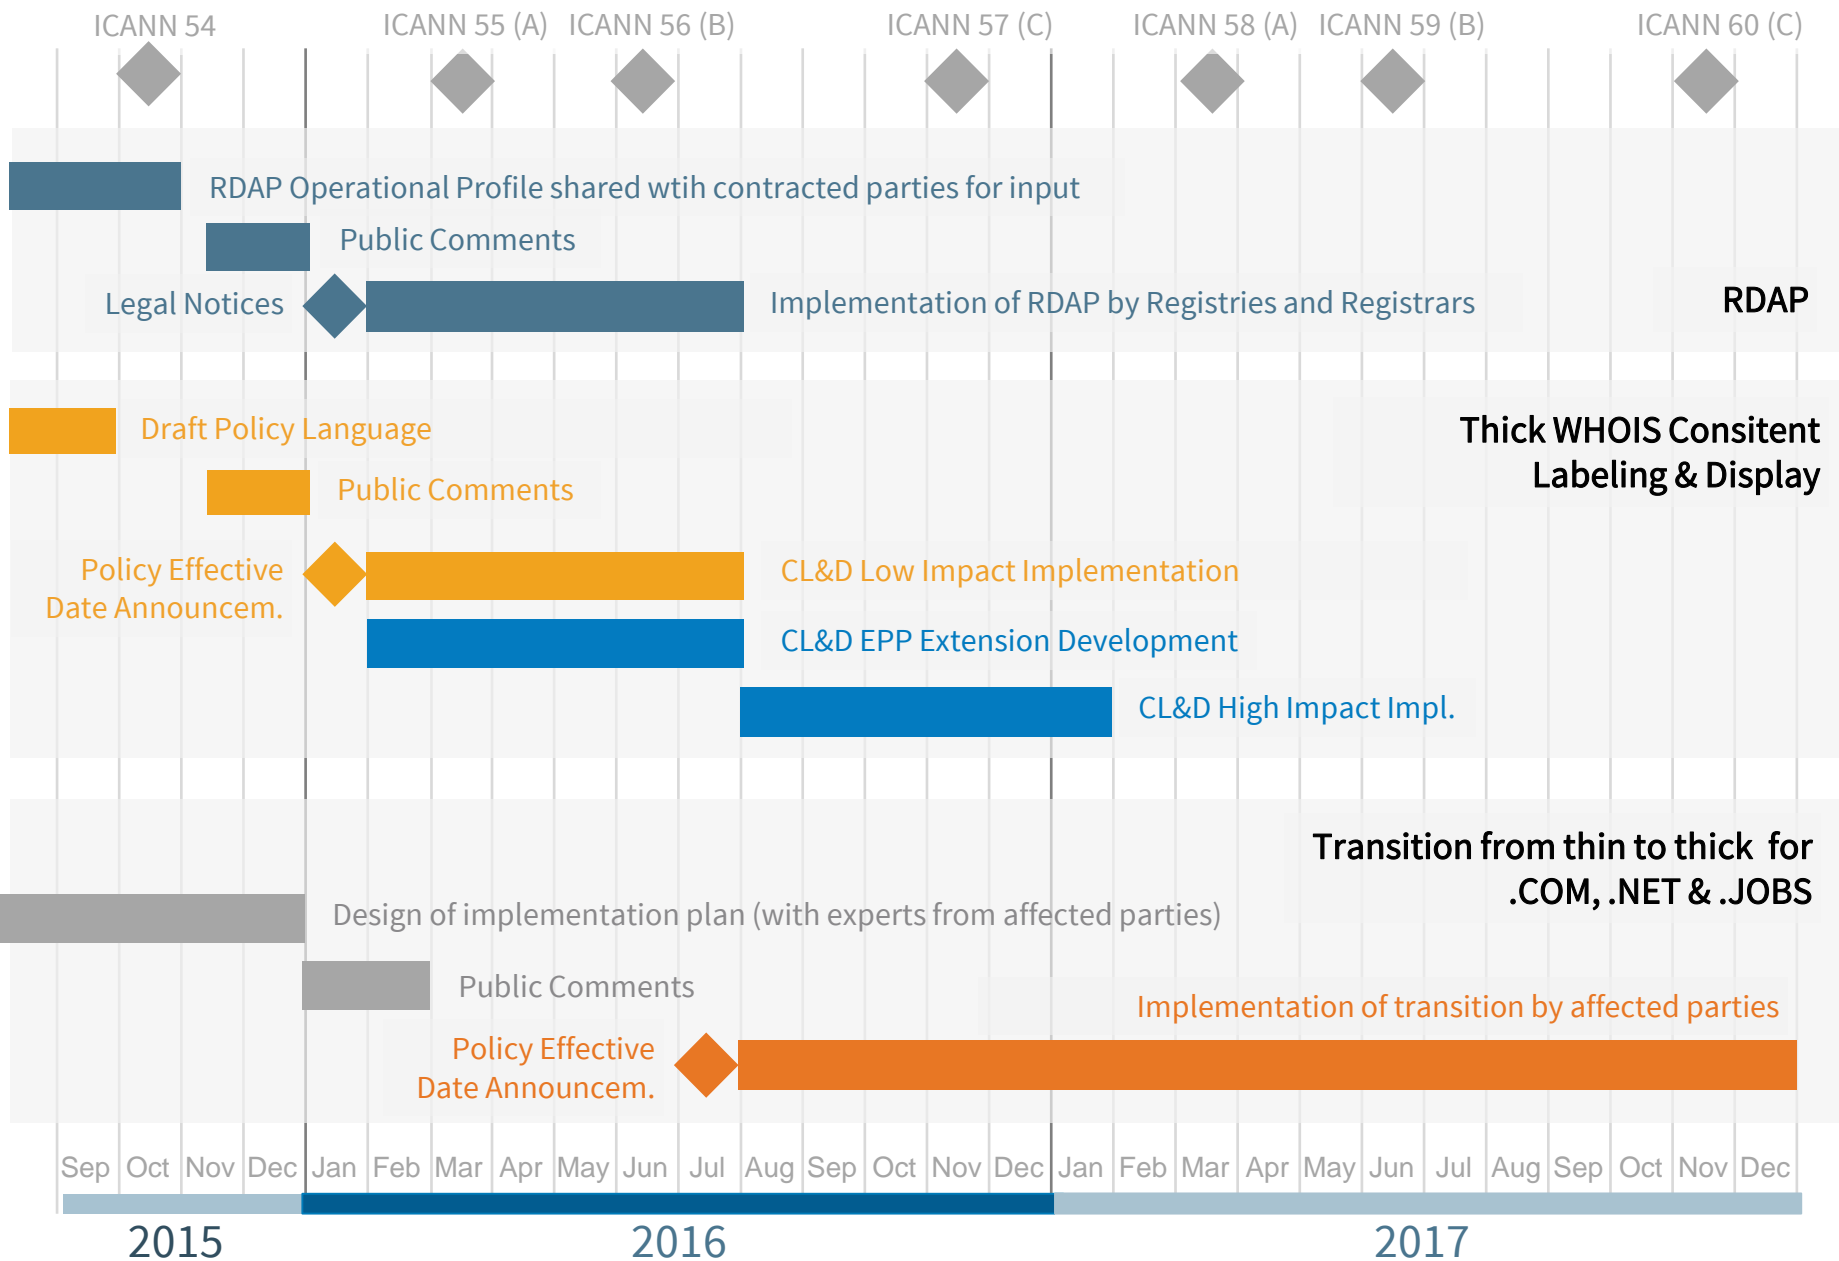 ICANN 54
ICANN 55 (A)
ICANN 56 (B)
ICANN 57 (C)
ICANN 58 (A)
ICANN 59 (B)
ICANN 60 (C)
RDAP Operational Profile shared wtih contracted parties for input
Public Comments
Legal Notices
Implementation of RDAP by Registries and Registrars
RDAP
Draft Policy Language
Thick WHOIS Consitent
Labeling & Display
Public Comments
Policy Effective
Date Announcem.
CL&D Low Impact Implementation
CL&D EPP Extension Development
CL&D High Impact Impl.
Transition from thin to thick  for
.COM, .NET & .JOBS
Design of implementation plan (with experts from affected parties)
Public Comments
Implementation of transition by affected parties
Policy Effective
Date Announcem.
Sep Oct Nov Dec Jan Feb Mar Apr May Jun Jul Aug Sep Oct Nov Dec Jan Feb Mar Apr May Jun Jul Aug Sep Oct Nov Dec
2015
2016
2017